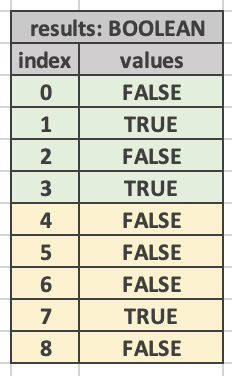 results: BOOLEAN
index values
0 FALSE
1 TRUE
2 FALSE
3 TRUE
4 FALSE
5 FALSE
6 FALSE
7 TRUE
8 FALSE